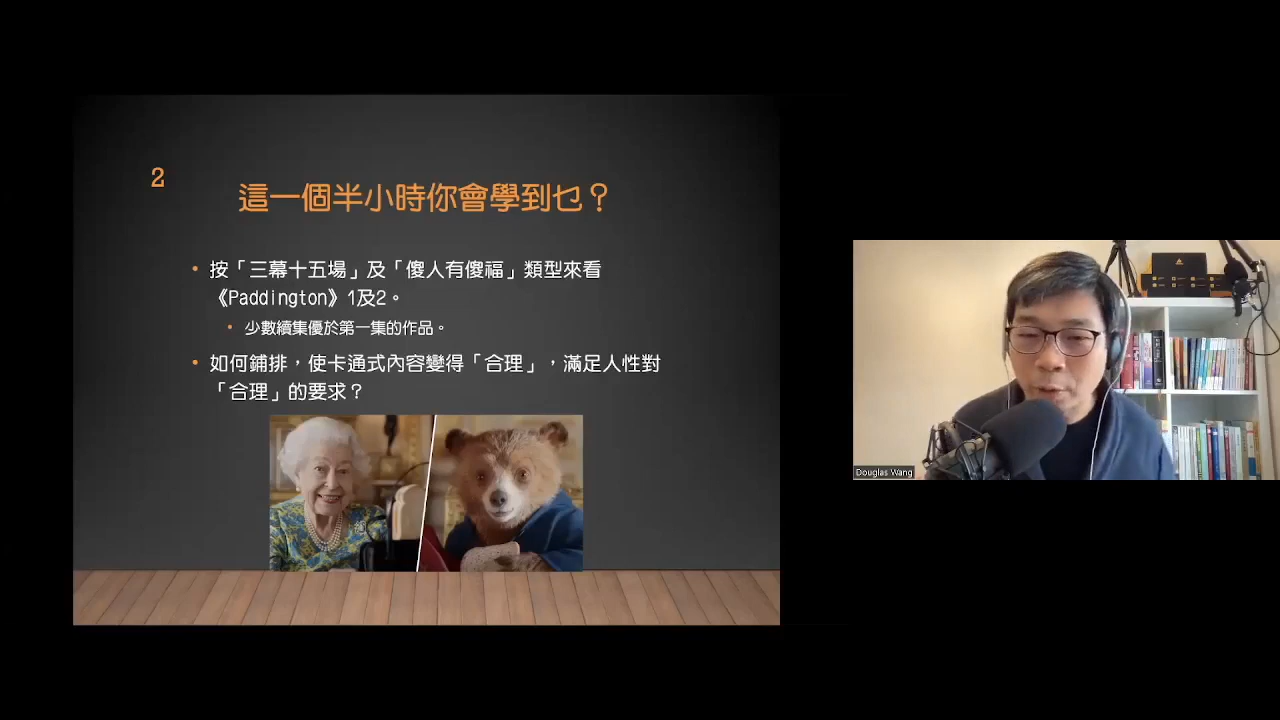 2
這一個半小時你會學到乜？
• 按「三幕十五場」及「傻人有傻福」類型來看
《Paddington》1及2。
• 少數續集優於第一集的作品。
• 如何鋪排，使卡通式內容變得「合理」，滿足人性對
「合理」的要求？
Douglas Wang